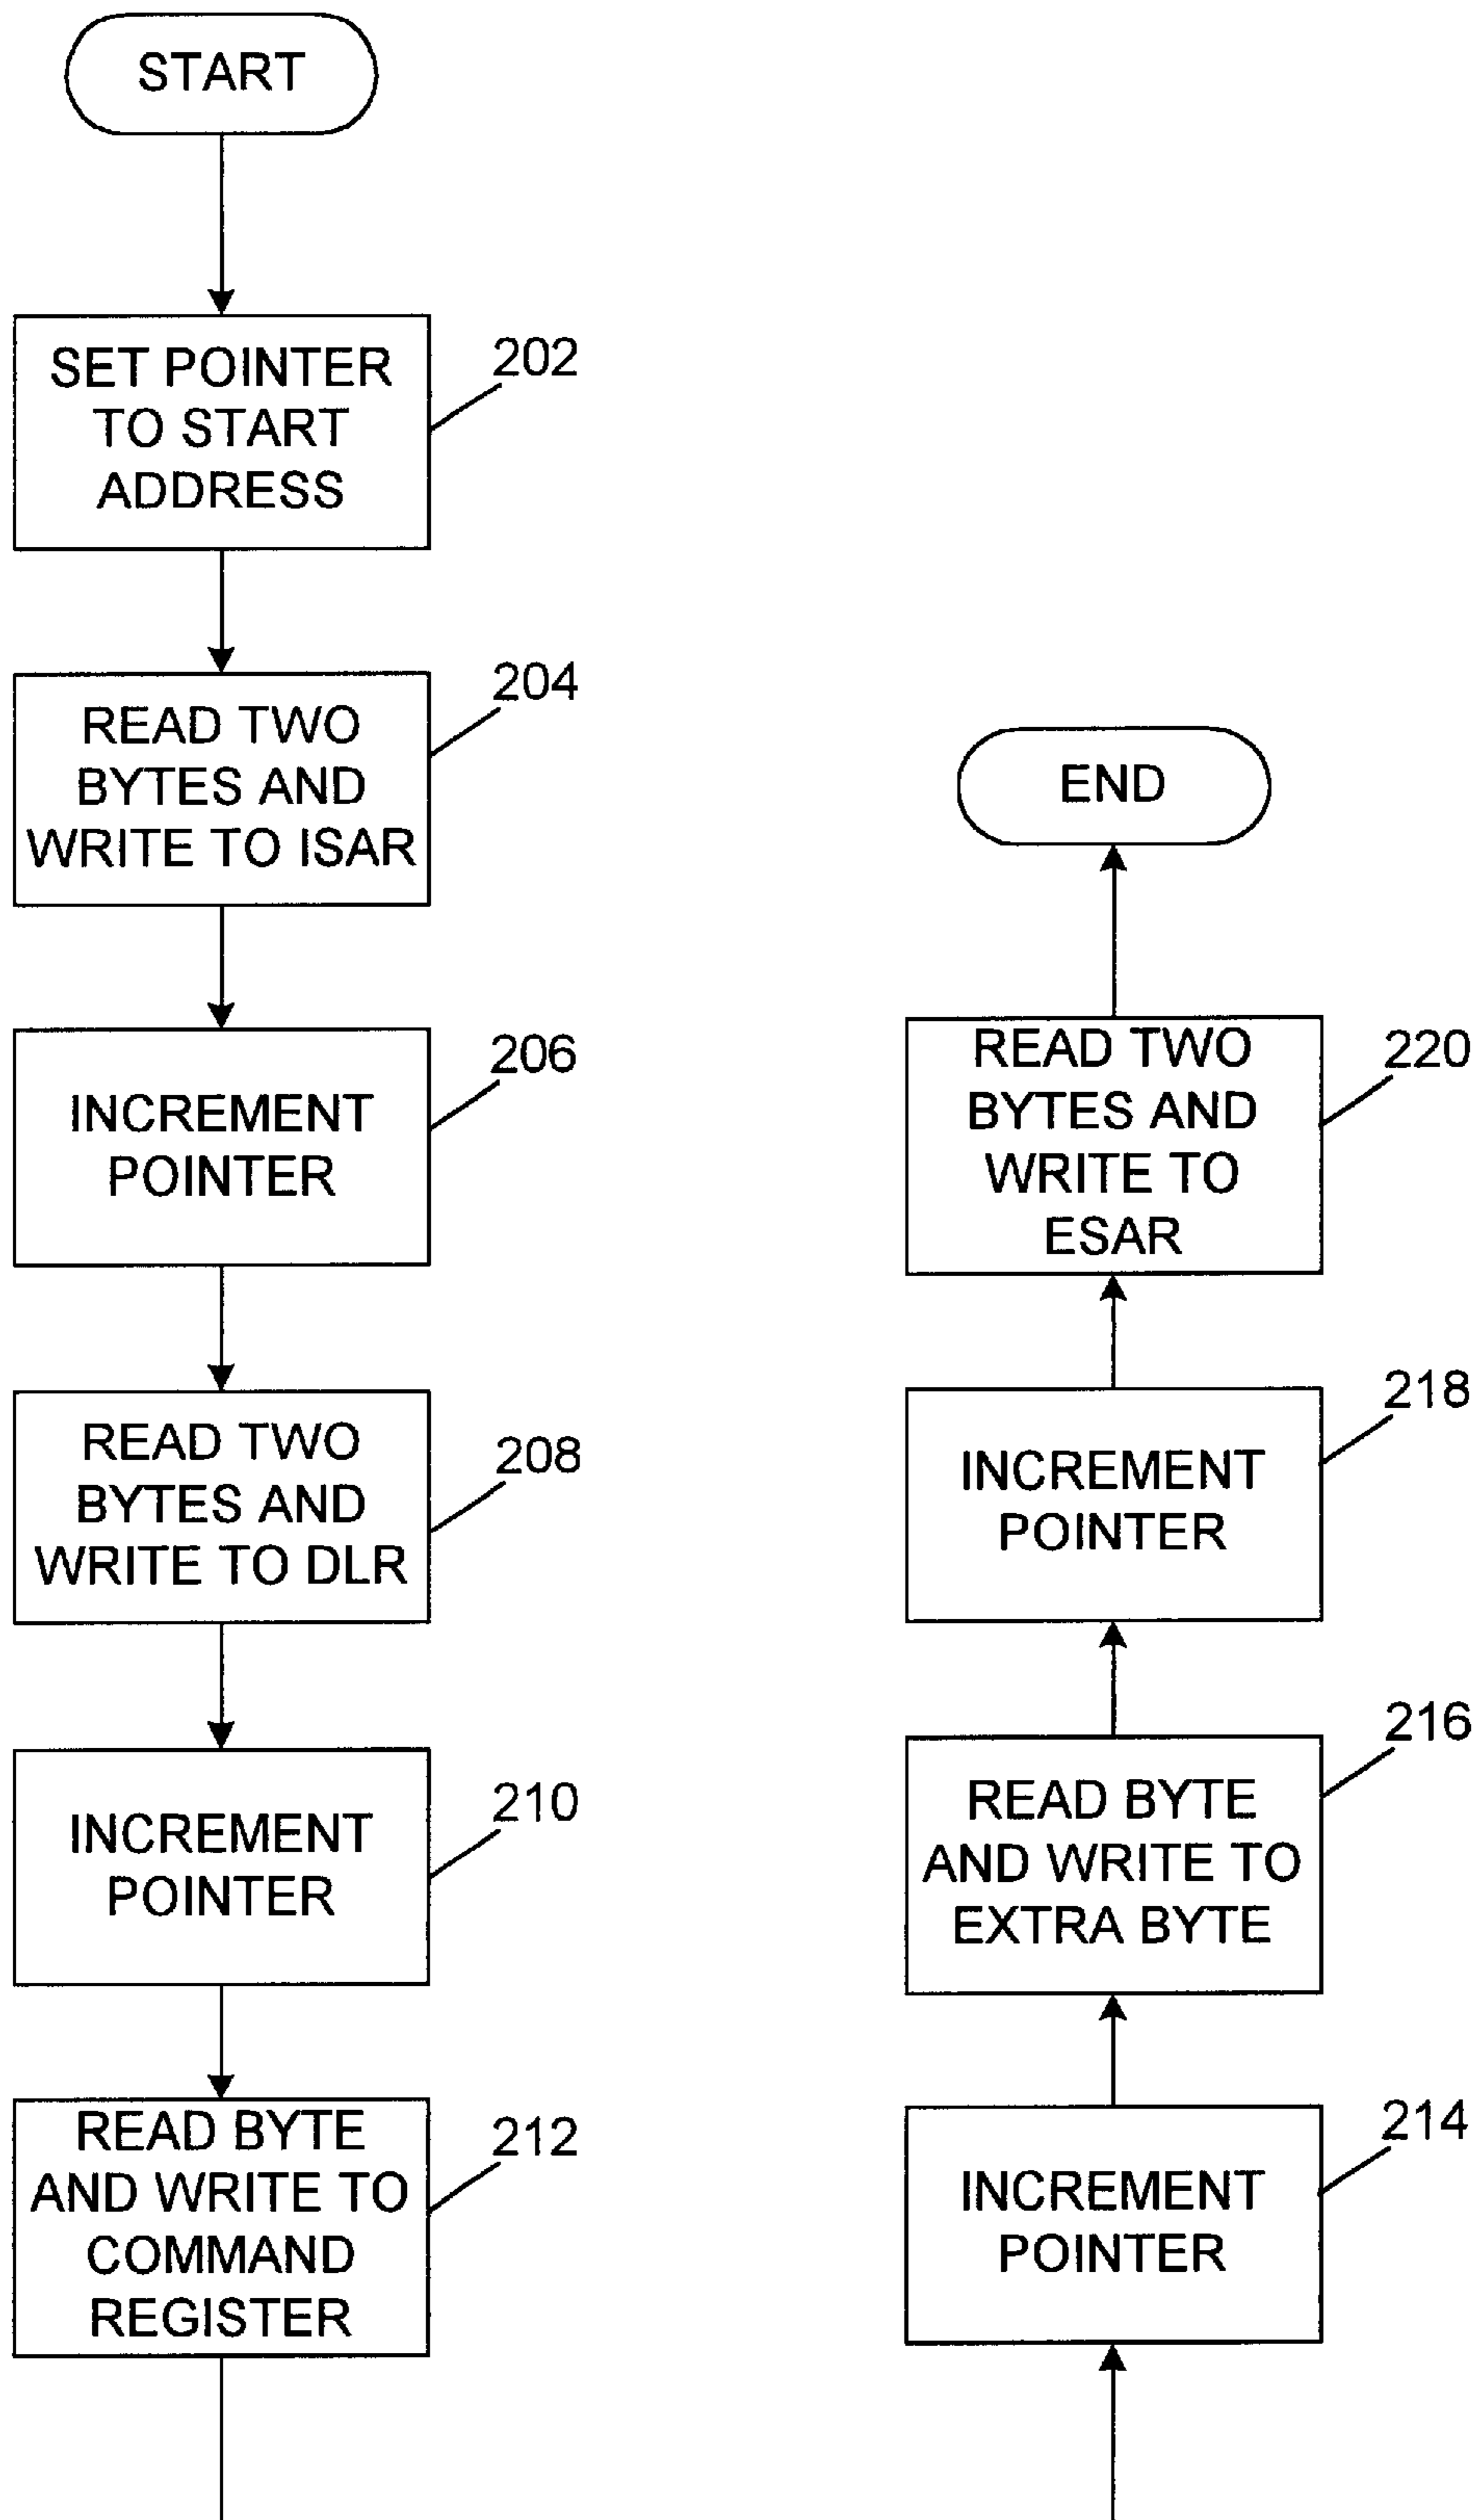 START
SET POINTER
TO START
ADDRESS
202
READ TWO
BYTES AND
WRITE TO ISAR
204
INCREMENT
POINTER
206
READ TWO
BYTES AND
WRITE TO DLR
208
INCREMENT
POINTER
210
READ BYTE
AND WRITE TO
COMMAND
REGISTER
212
END
READ TWO
BYTES AND
WRITE TO
ESAR
220
INCREMENT
POINTER
218
READ BYTE
AND WRITE TO
EXTRA BYTE
216
INCREMENT
POINTER
214